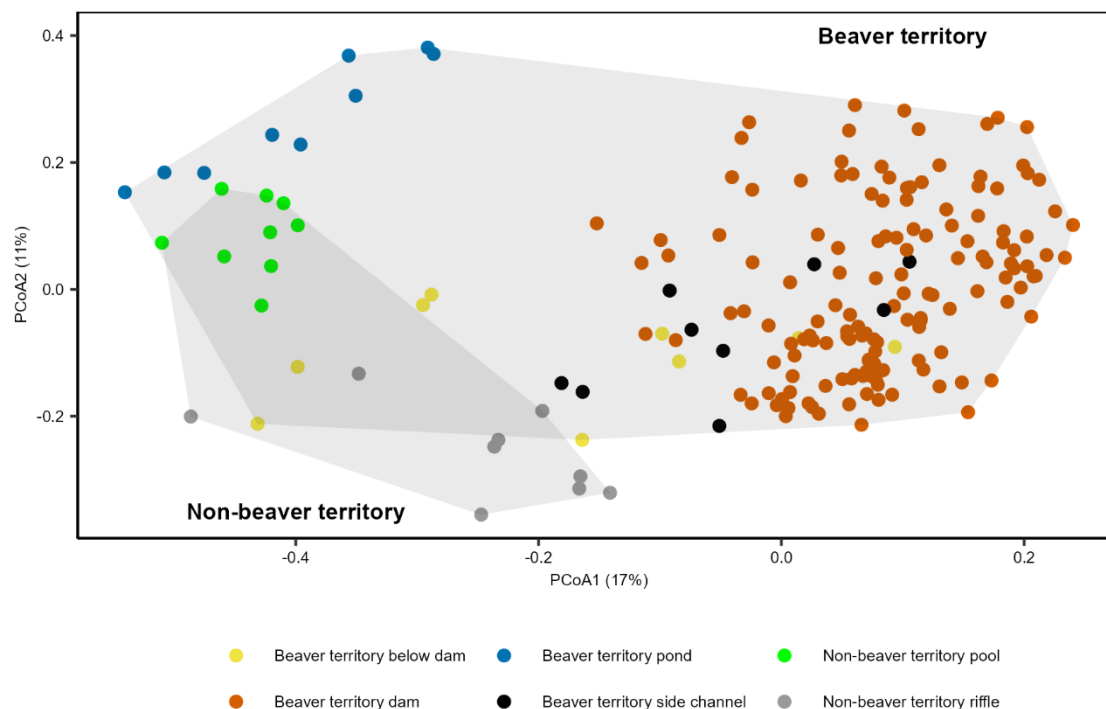 Beaver territory
0.4
0.2
0.0
-0.2
PCoA2 (11%)
Non-beaver territory
-0.4 -0.2 0.0 0.2
PCoA1 (17%)
Beaver territory below dam Beaver territory pond Non-beaver territory pool
Beaver territory dam Beaver territory side channel Non-beaver territory riffle